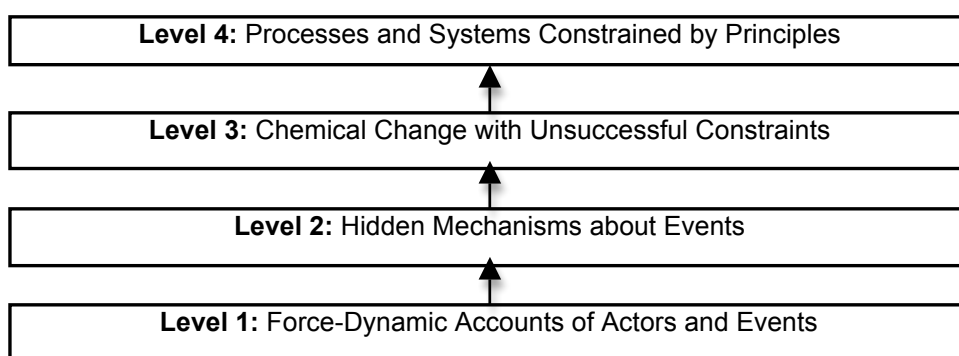 Level 4: Processes and Systems Constrained by Principles
Level 3: Chemical Change with Unsuccessful Constraints
Level 2: Hidden Mechanisms about Events
Level 1: Force-Dynamic Accounts of Actors and Events